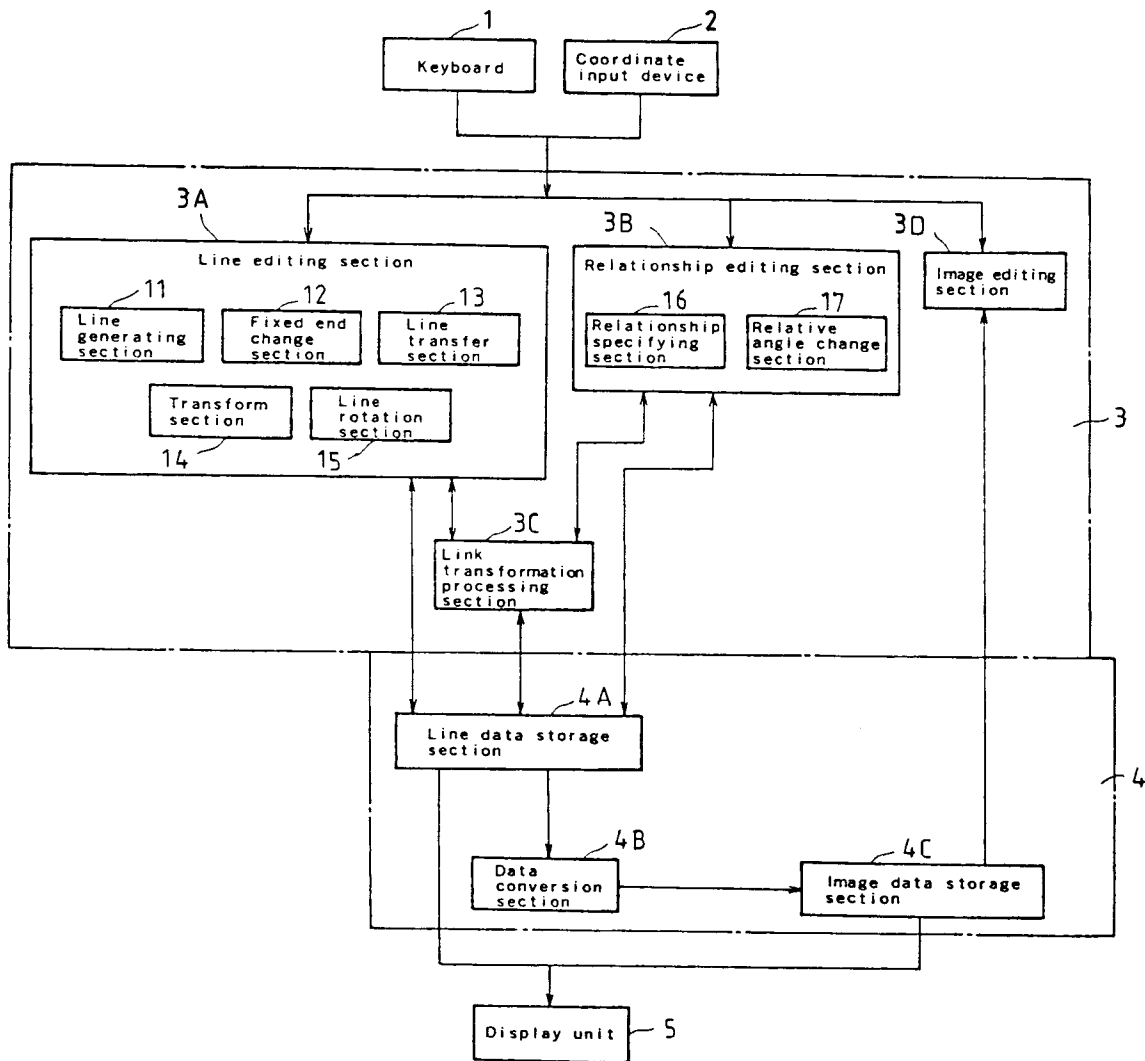 1
2
Keyboard
Coordinate
input device
3A
3B
3D
Line editing section
Relationship editing section
Image editing
section
11
12
13
16
17
Line
generating
section
Fixed end
change
section
Line
transfer
section
Relationship
specifying
section
Relative
angle change
section
Transform
section
Line
rotation
section
14
15
3
3C
Link
transformation
processing
section
4A
Line data storage
section
4
4B
4C
Data
conversion
section
Image data storage
section
Display unit
5